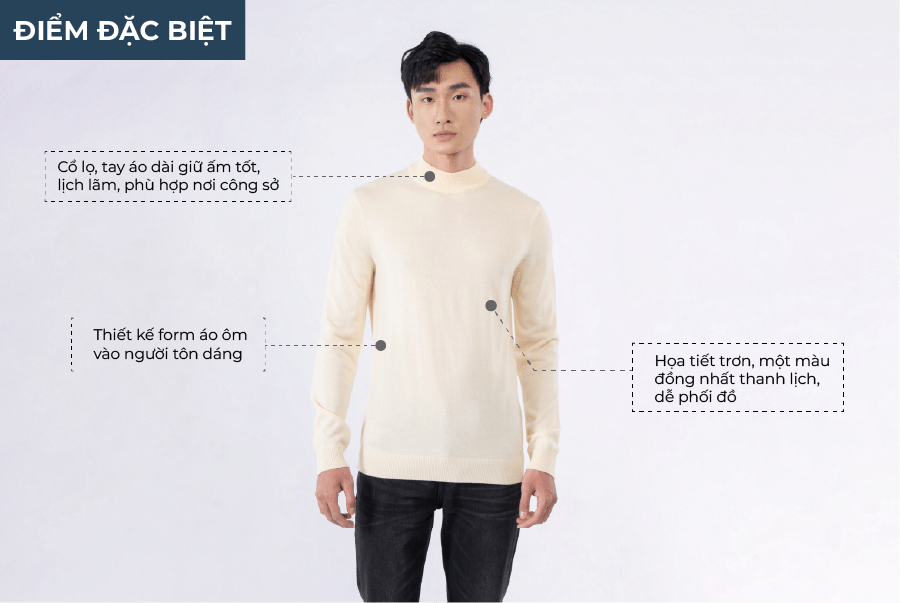 ĐIỂM ĐẶC BIỆT
Cổ lọ, tay áo dài giữ ấm tốt,
lịch lãm, phù hợp nơi công sở
Thiết kế form áo ôm
vào người tôn dáng
Họa tiết trơn, một màu
đồng nhất thanh lịch,
dễ phối đồ